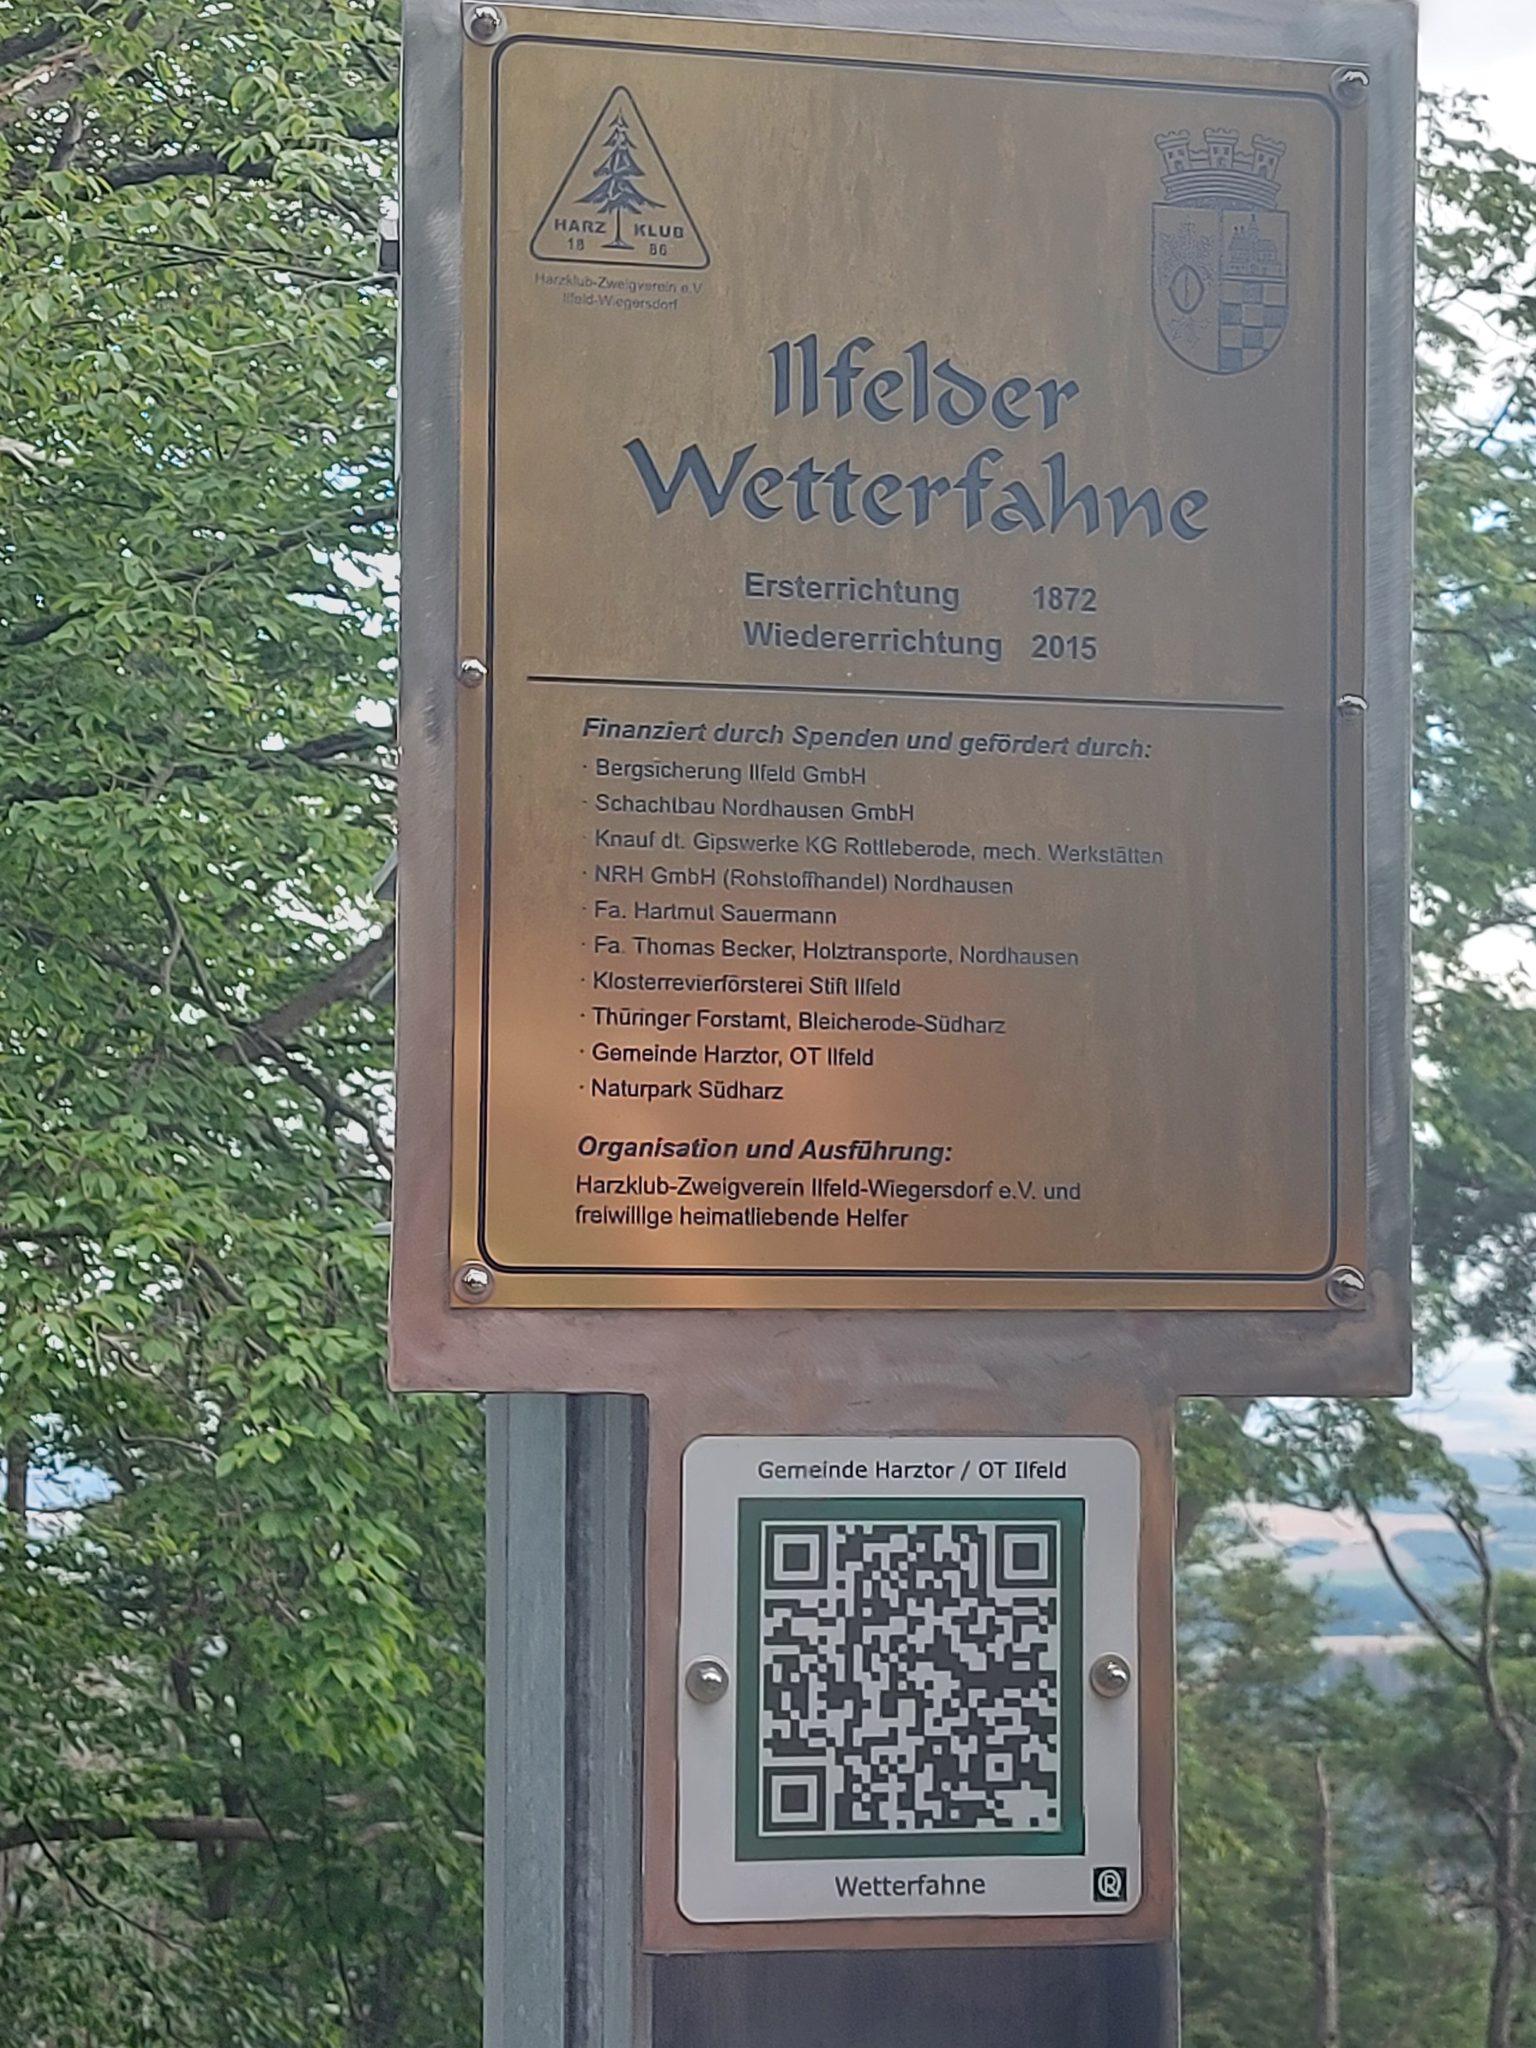 HARZ KLUB
18 86
Harzklub-Zweigverein e.V
Ilfeld-Wiegersdorf
Ilfelder
Wetterfahne
Ersterrichtung 1872
Wiedererrichtung 2015
Finanziert durch Spenden und gefördert durch:
· Bergsicherung Ilfeld GmbH
· Schachtbau Nordhausen GmbH
· Knauf dt. Gipswerke KG Rottleberode, mech. Werkstätten
· NRH GmbH (Rohstoffhandel) Nordhausen
· Fa. Hartmut Sauermann
· Fa. Thomas Becker, Holztransporte, Nordhausen
· Klosterrevierförsterei Stift Ilfeld
· Thüringer Forstamt, Bleicherode-Südharz
· Gemeinde Harztor, OT Ilfeld
· Naturpark Südharz
Organisation und Ausführung:
Harzklub-Zweigverein Ilfeld-Wiegersdorf e.V. und
freiwillige heimatliebende Helfer
Gemeinde Harztor / OT Ilfeld
Wetterfahne